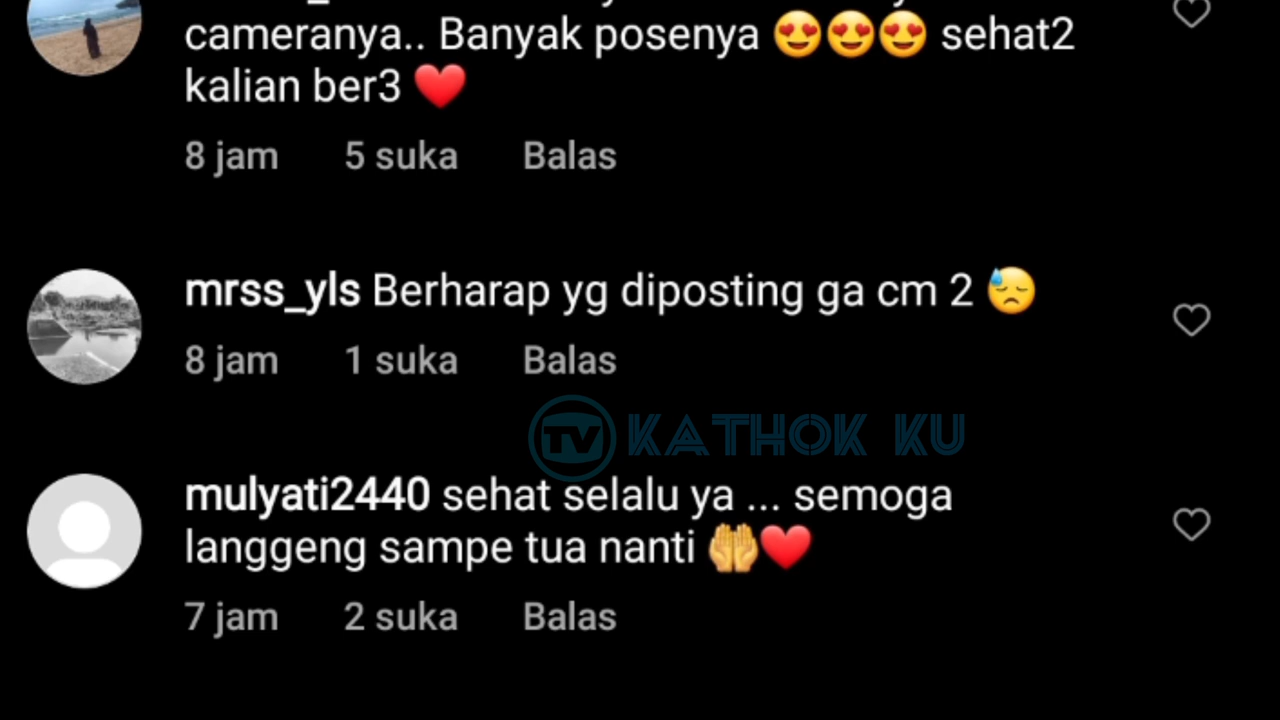 cameranya.. Banyak posenya 😍😍😍 sehat2
kalian ber3 ❤️
8 jam 5 suka Balas
mrss_yls Berharap yg diposting ga cm 2 😓
8 jam 1 suka Balas
TV KATHOK KU
mulyati2440 sehat selalu ya ... semoga
langgeng sampe tua nanti 🤲❤️
7 jam 2 suka Balas